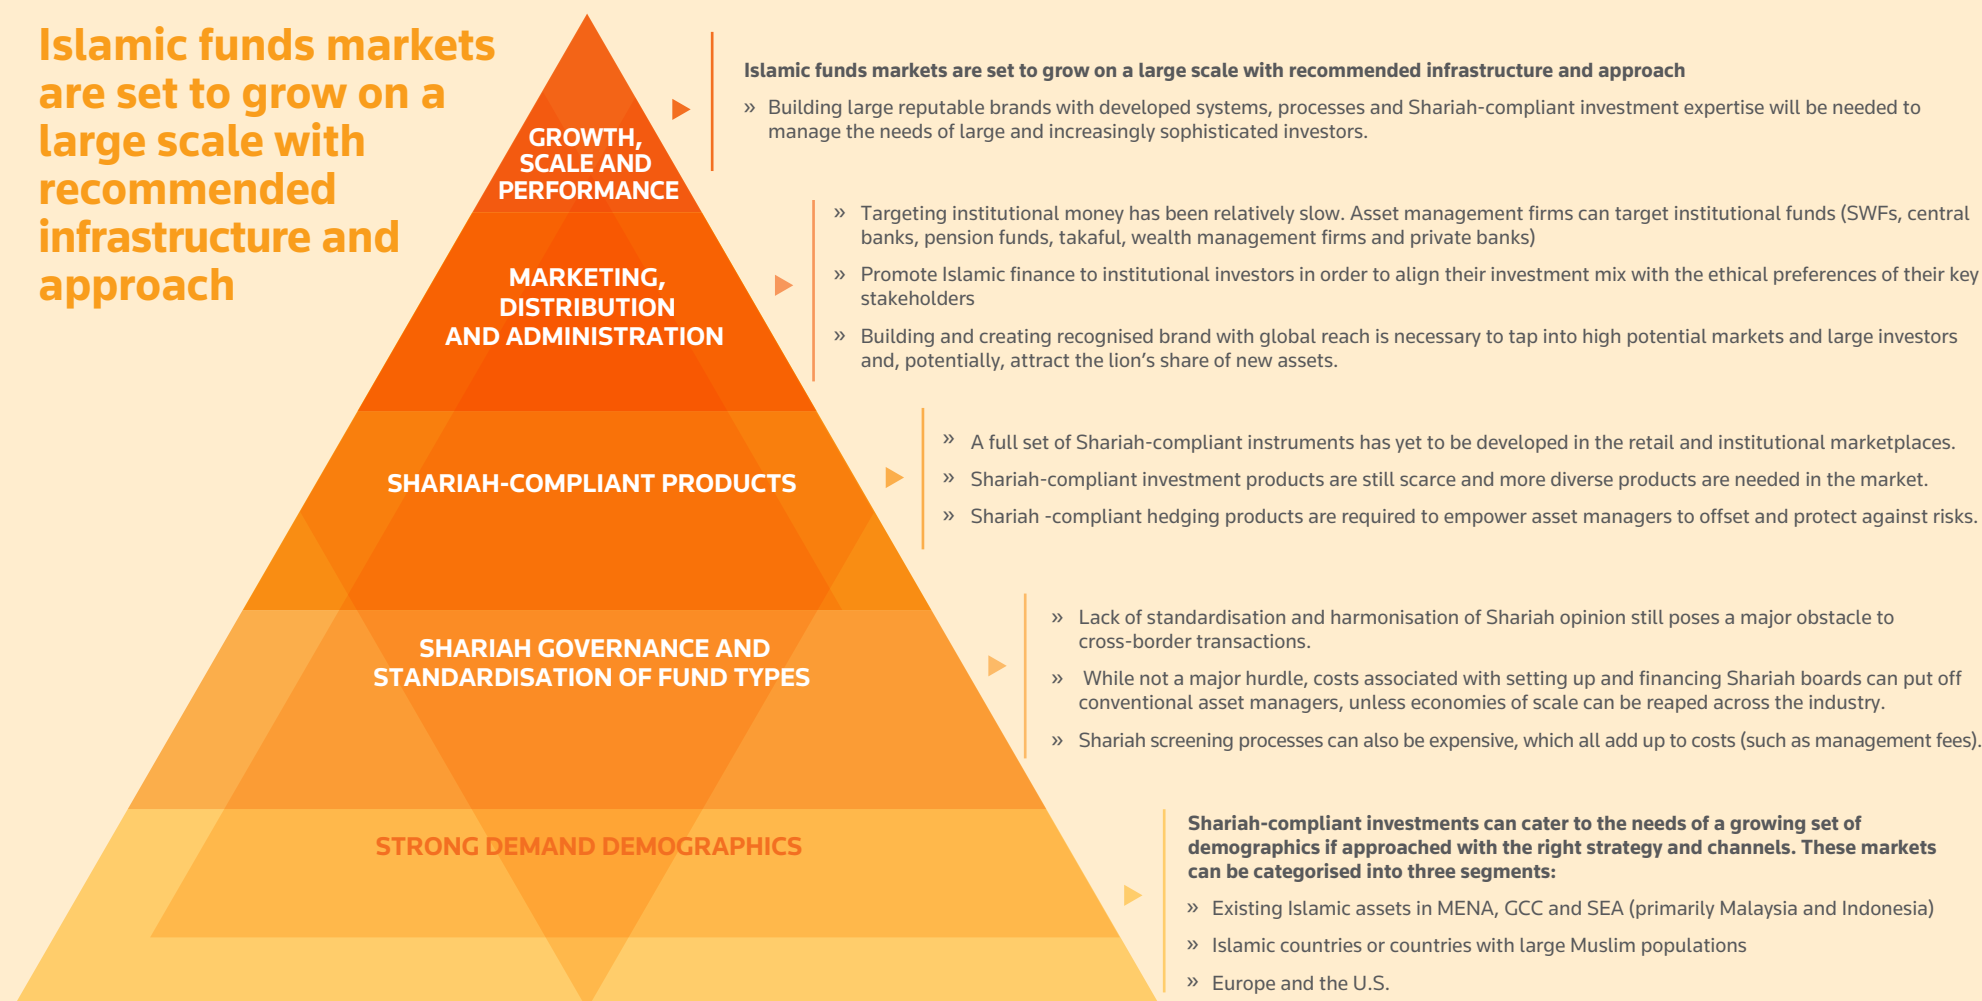 Islamic funds markets
are set to grow on a
large scale with
recommended
infrastructure and
approach
GROWTH,
SCALE AND
PERFORMANCE
Islamic funds markets are set to grow on a large scale with recommended infrastructure and approach
» Building large reputable brands with developed systems, processes and Shariah-compliant investment expertise will be needed to
manage the needs of large and increasingly sophisticated investors.
MARKETING,
DISTRIBUTION
AND ADMINISTRATION
» Targeting institutional money has been relatively slow. Asset management firms can target institutional funds (SWFs, central
banks, pension funds, takaful, wealth management firms and private banks)
» Promote Islamic finance to institutional investors in order to align their investment mix with the ethical preferences of their key
stakeholders
» Building and creating recognised brand with global reach is necessary to tap into high potential markets and large investors
and, potentially, attract the lion’s share of new assets.
SHARIAH-COMPLIANT PRODUCTS
» A full set of Shariah-compliant instruments has yet to be developed in the retail and institutional marketplaces.
» Shariah-compliant investment products are still scarce and more diverse products are needed in the market.
» Shariah -compliant hedging products are required to empower asset managers to offset and protect against risks.
SHARIAH GOVERNANCE AND
STANDARDISATION OF FUND TYPES
» Lack of standardisation and harmonisation of Shariah opinion still poses a major obstacle to
cross-border transactions.
» While not a major hurdle, costs associated with setting up and financing Shariah boards can put off
conventional asset managers, unless economies of scale can be reaped across the industry.
» Shariah screening processes can also be expensive, which all add up to costs (such as management fees).
STRONG DEMAND DEMOGRAPHICS
Shariah-compliant investments can cater to the needs of a growing set of
demographics if approached with the right strategy and channels. These markets
can be categorised into three segments:
» Existing Islamic assets in MENA, GCC and SEA (primarily Malaysia and Indonesia)
» Islamic countries or countries with large Muslim populations
» Europe and the U.S.